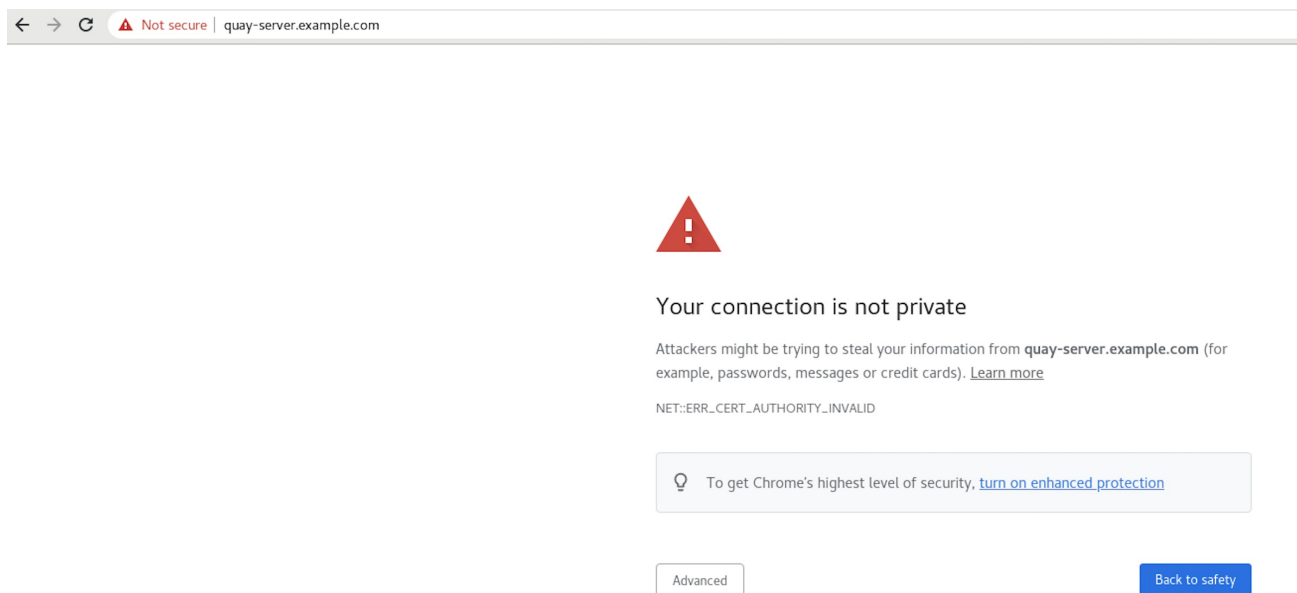 Not secure | quay-server.example.com
Your connection is not private
Attackers might be trying to steal your information from quay-server.example.com (for
example, passwords, messages or credit cards). Learn more
NET::ERR_CERT_AUTHORITY_INVALID
To get Chrome's highest level of security, turn on enhanced protection
Advanced
Back to safety